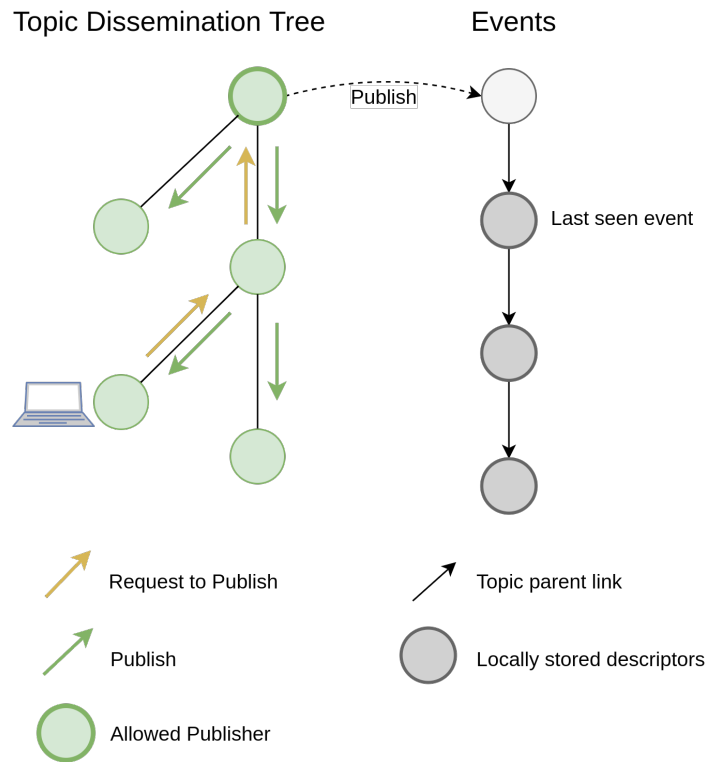 Topic Dissemination Tree
Events
Publish
Last seen event
Request to Publish
Topic parent link
Publish
Locally stored descriptors
Allowed Publisher